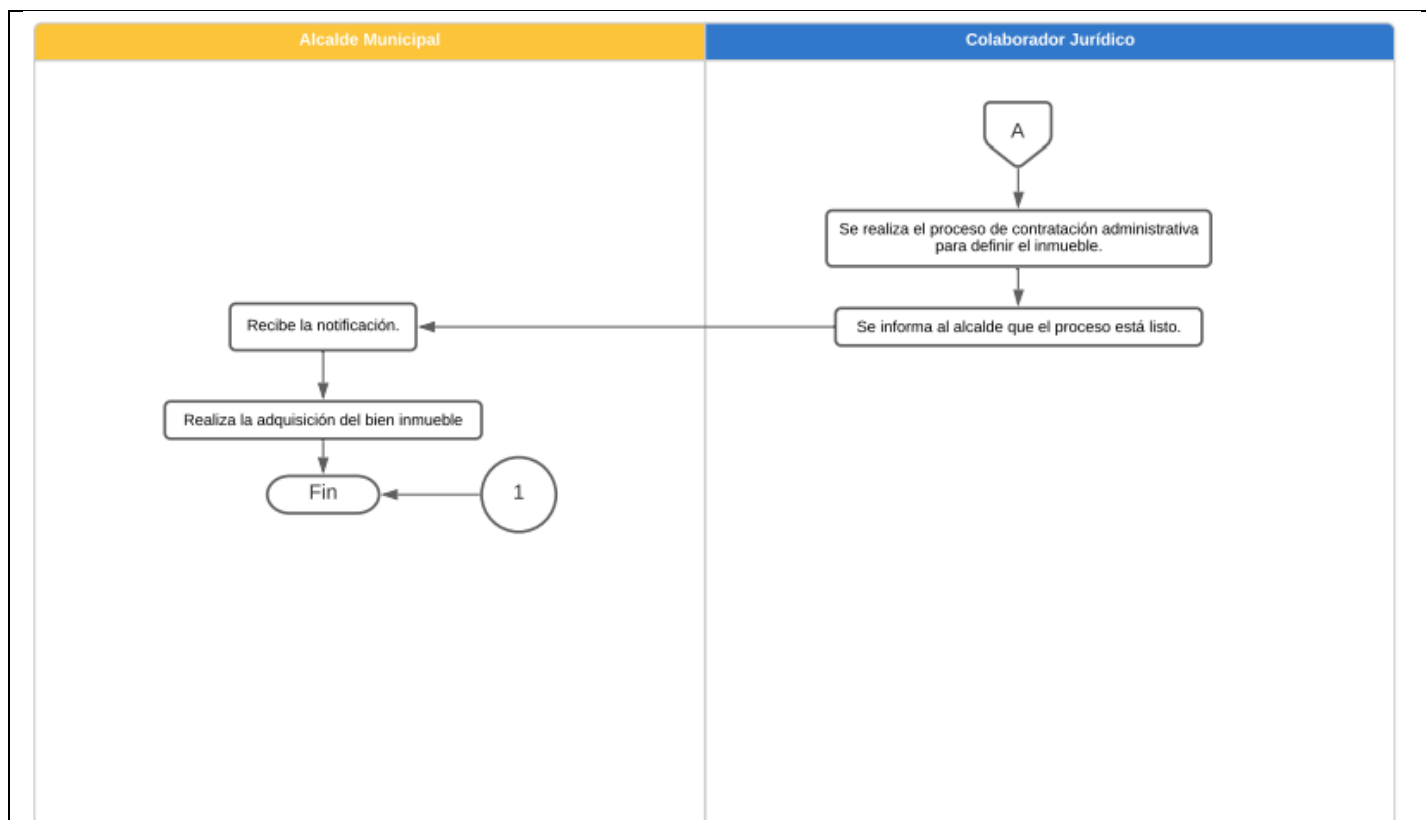 Alcalde Municipal
Colaborador Jurídico
A
Se realiza el proceso de contratación administrativa
para definir el inmueble.
Recibe la notificación.
Se informa al alcalde que el proceso está listo.
Realiza la adquisición del bien inmueble
Fin
1